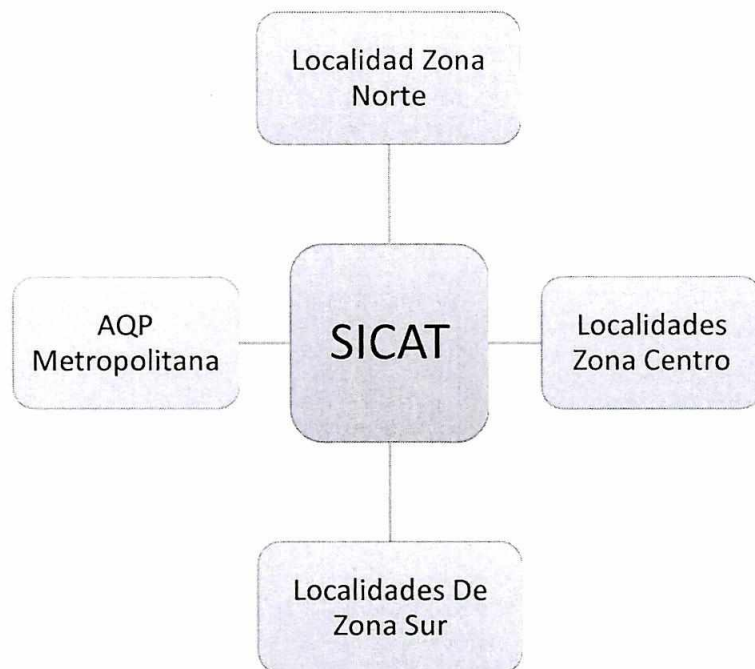 Localidad Zona
Norte
AQP
Metropolitana
SICAT
Localidades
Zona Centro
Localidades De
Zona Sur